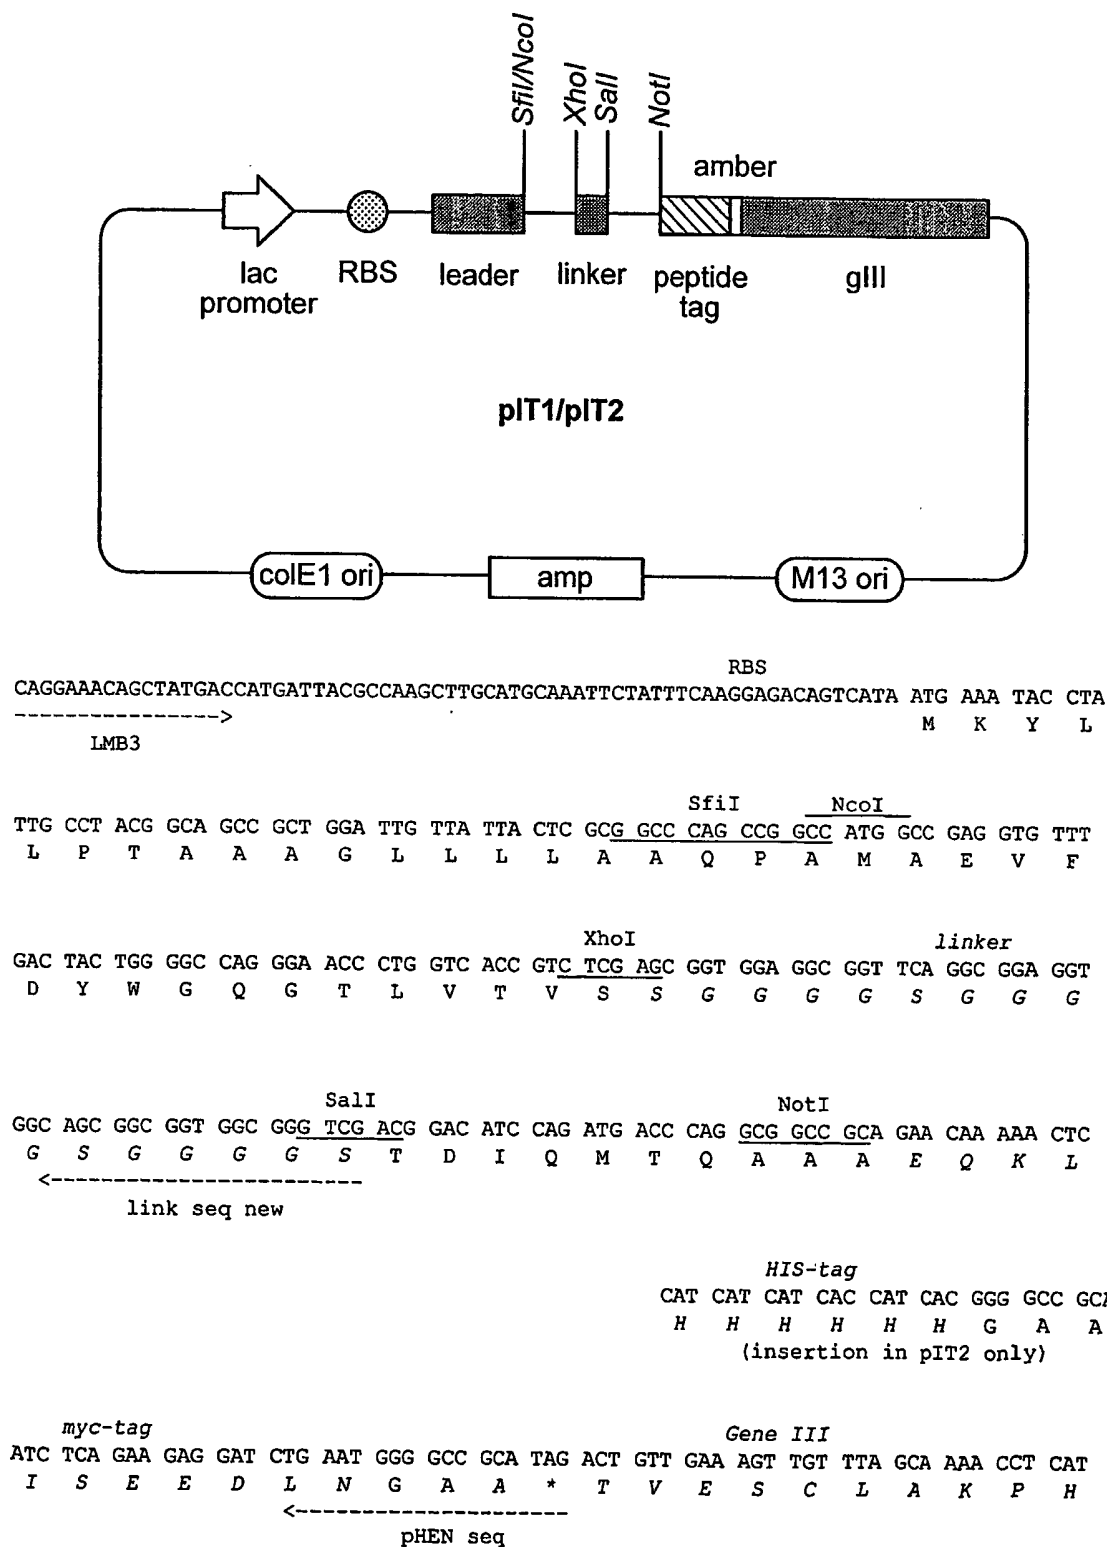 SfiI/NcoI
XhoI
SalI
NotI
amber
lac promoter
RBS
leader
linker
peptide tag
gIII
pIT1/pIT2
colE1 ori
amp
M13 ori
RBS
CAGGAAACAGCTATGACCATGATTACGCCAAGCTTGCATGCAAATTCTATTTCAAGGAGACAGTCATA ATG AAA TAC CTA
M K Y L
-----------------> 
LMB3
SfiI NcoI
TTG CCT ACG GCA GCC GCT GGA TTG TTA TTA CTC GCG GCC CAG CCG GCC ATG GCC GAG GTG TTT
L P T A A A G L L L L A A Q P A M A E V F
XhoI linker
GAC TAC TGG GGC CAG GGA ACC CTG GTC ACC GTC TCG AGC GGT GGA GGC GGT TCA GGC GGA GGT
D Y W G Q G T L V T V S S G G G G S G G G
SalI NotI
GGC AGC GGC GGT GGC GGG TCG ACG GAC ATC CAG ATG ACC CAG GCG GCC GCA GAA CAA AAA CTC
G S G G G G S T D I Q M T Q A A A E Q K L
<------------------------
link seq new
HIS-tag
CAT CAT CAT CAC CAT CAC GGG GCC GCA
H H H H H H G A A
(insertion in pIT2 only)
myc-tag Gene III
ATC TCA GAA GAG GAT CTG AAT GGG GCC GCA TAG ACT GTT GAA AGT TGT TTA GCA AAA CCT CAT
I S E E D L N G A A * T V E S C L A K P H
<---------------------
pHEN seq